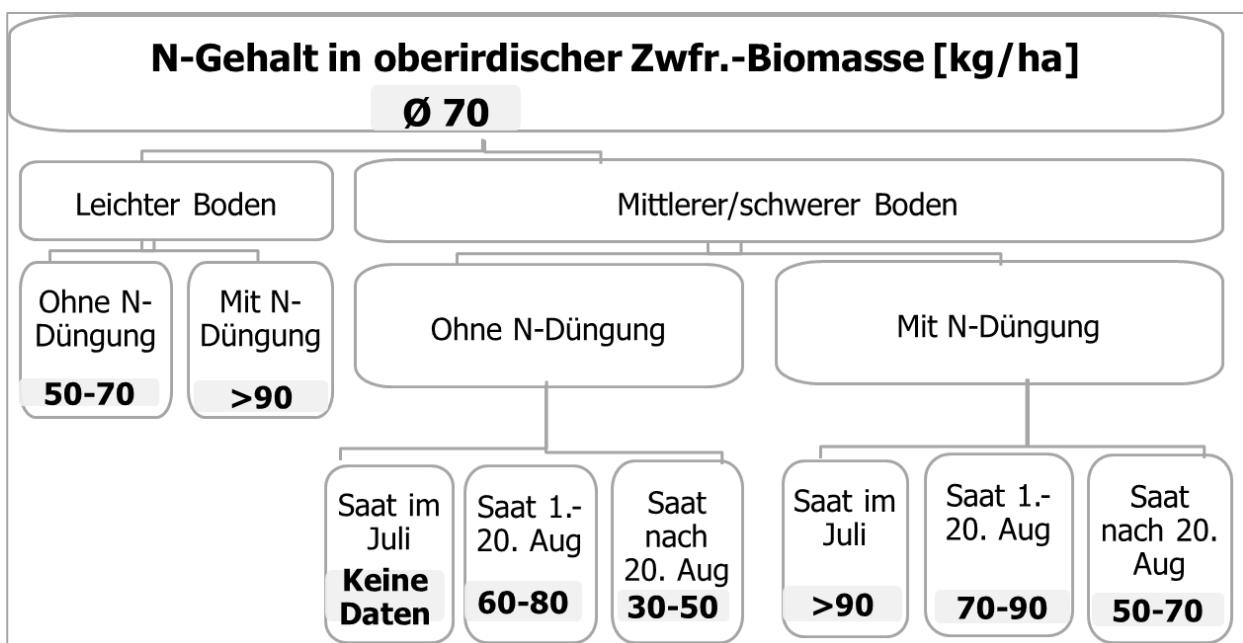 N-Gehalt in oberirdischer Zwfr.-Biomasse [kg/ha]
Ø 70
Leichter Boden
Mittlerer/schwerer Boden
Ohne N-
Düngung
50-70
Mit N-
Düngung
>90
Ohne N-Düngung
Mit N-Düngung
Saat im
Juli
Keine
Daten
Saat 1.-
20. Aug
60-80
Saat
nach
20. Aug
30-50
Saat im
Juli
>90
Saat 1.-
20. Aug
70-90
Saat
nach 20.
Aug
50-70